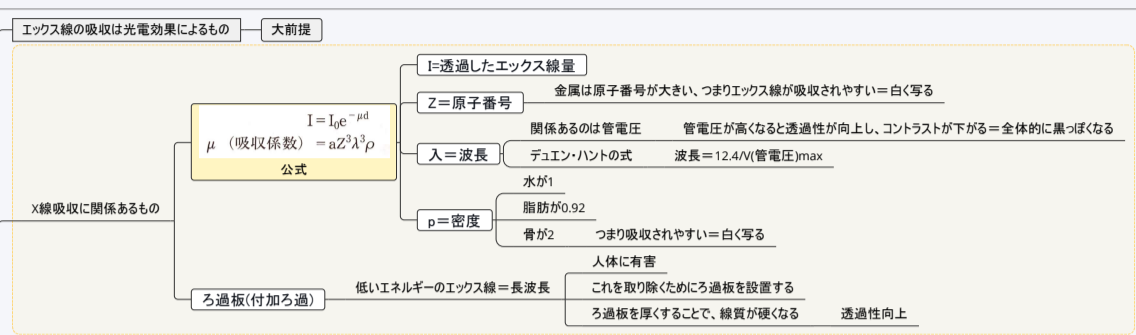 エックス線の吸収は光電効果によるもの
大前提
X線吸収に関係あるもの
I=I₀e⁻μd
μ （吸収係数）=aZ³λ³ρ
公式
I=透過したエックス線量
Z＝原子番号
金属は原子番号が大きい、つまりエックス線が吸収されやすい＝白く写る
入＝波長
関係あるのは管電圧
管電圧が高くなると透過性が向上し、コントラストが下がる＝全体的に黒っぽくなる
デュエン・ハントの式
波長＝12.4/V(管電圧)max
p＝密度
水が1
脂肪が0.92
骨が2
つまり吸収されやすい＝白く写る
ろ過板(付加ろ過)
低いエネルギーのエックス線＝長波長
人体に有害
これを取り除くためにろ過板を設置する
ろ過板を厚くすることで、線質が硬くなる
透過性向上